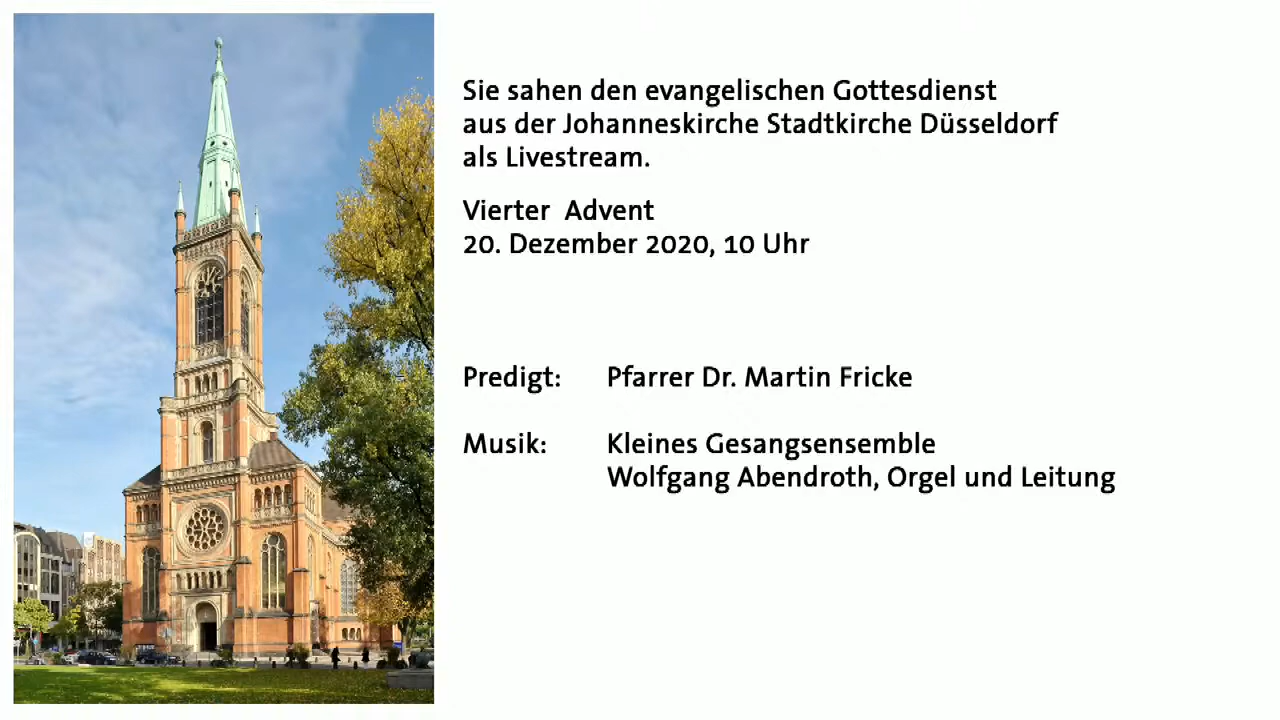 Sie sahen den evangelischen Gottesdienst
aus der Johanneskirche Stadtkirche Düsseldorf
als Livestream.
Vierter Advent
20. Dezember 2020, 10 Uhr
Predigt: Pfarrer Dr. Martin Fricke
Musik: Kleines Gesangsensemble
Wolfgang Abendroth, Orgel und Leitung